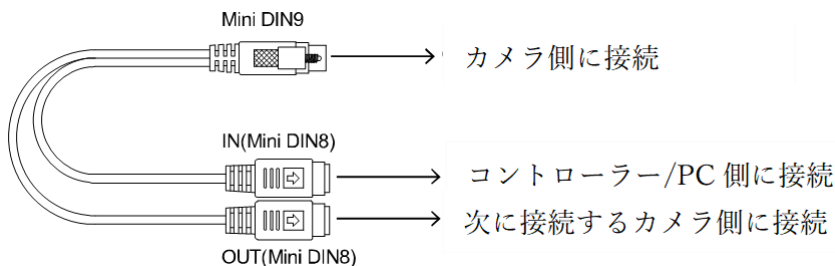 Mini DIN9
カメラ側に接続
IN(Mini DIN8)
コントローラー/PC 側に接続
次に接続するカメラ側に接続
OUT(Mini DIN8)